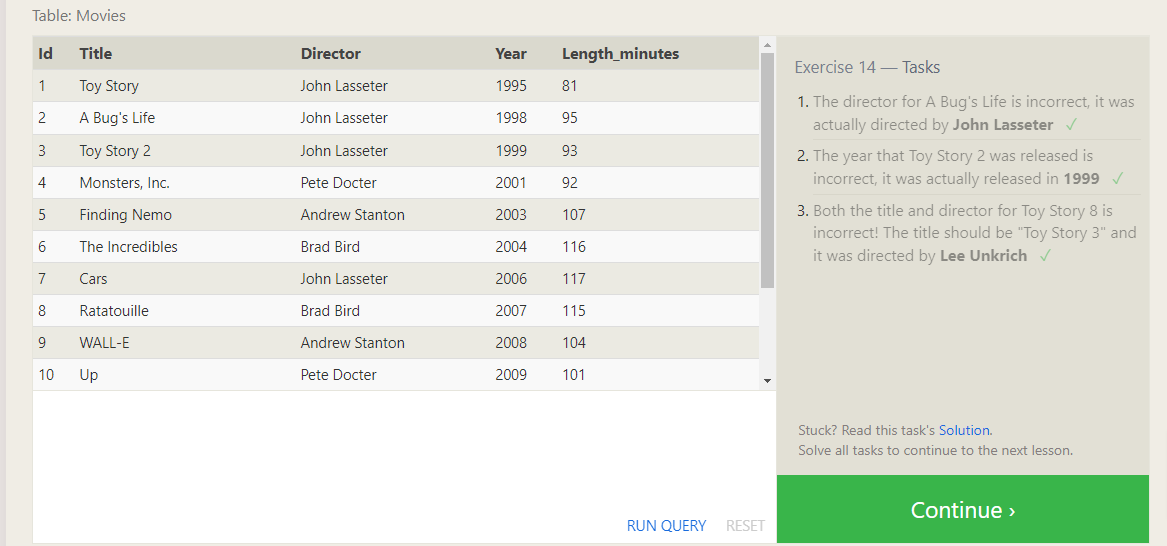 Table: Movies
Id Title Director Year Length_minutes
1 Toy Story John Lasseter 1995 81
2 A Bug's Life John Lasseter 1998 95
3 Toy Story 2 John Lasseter 1999 93
4 Monsters, Inc. Pete Docter 2001 92
5 Finding Nemo Andrew Stanton 2003 107
6 The Incredibles Brad Bird 2004 116
7 Cars John Lasseter 2006 117
8 Ratatouille Brad Bird 2007 115
9 WALL-E Andrew Stanton 2008 104
10 Up Pete Docter 2009 101
RUN QUERY RESET
Exercise 14 — Tasks
1. The director for A Bug's Life is incorrect, it was
actually directed by John Lasseter ✓
2. The year that Toy Story 2 was released is
incorrect, it was actually released in 1999 ✓
3. Both the title and director for Toy Story 8 is
incorrect! The title should be "Toy Story 3" and
it was directed by Lee Unkrich ✓
Stuck? Read this task's Solution.
Solve all tasks to continue to the next lesson.
Continue ›